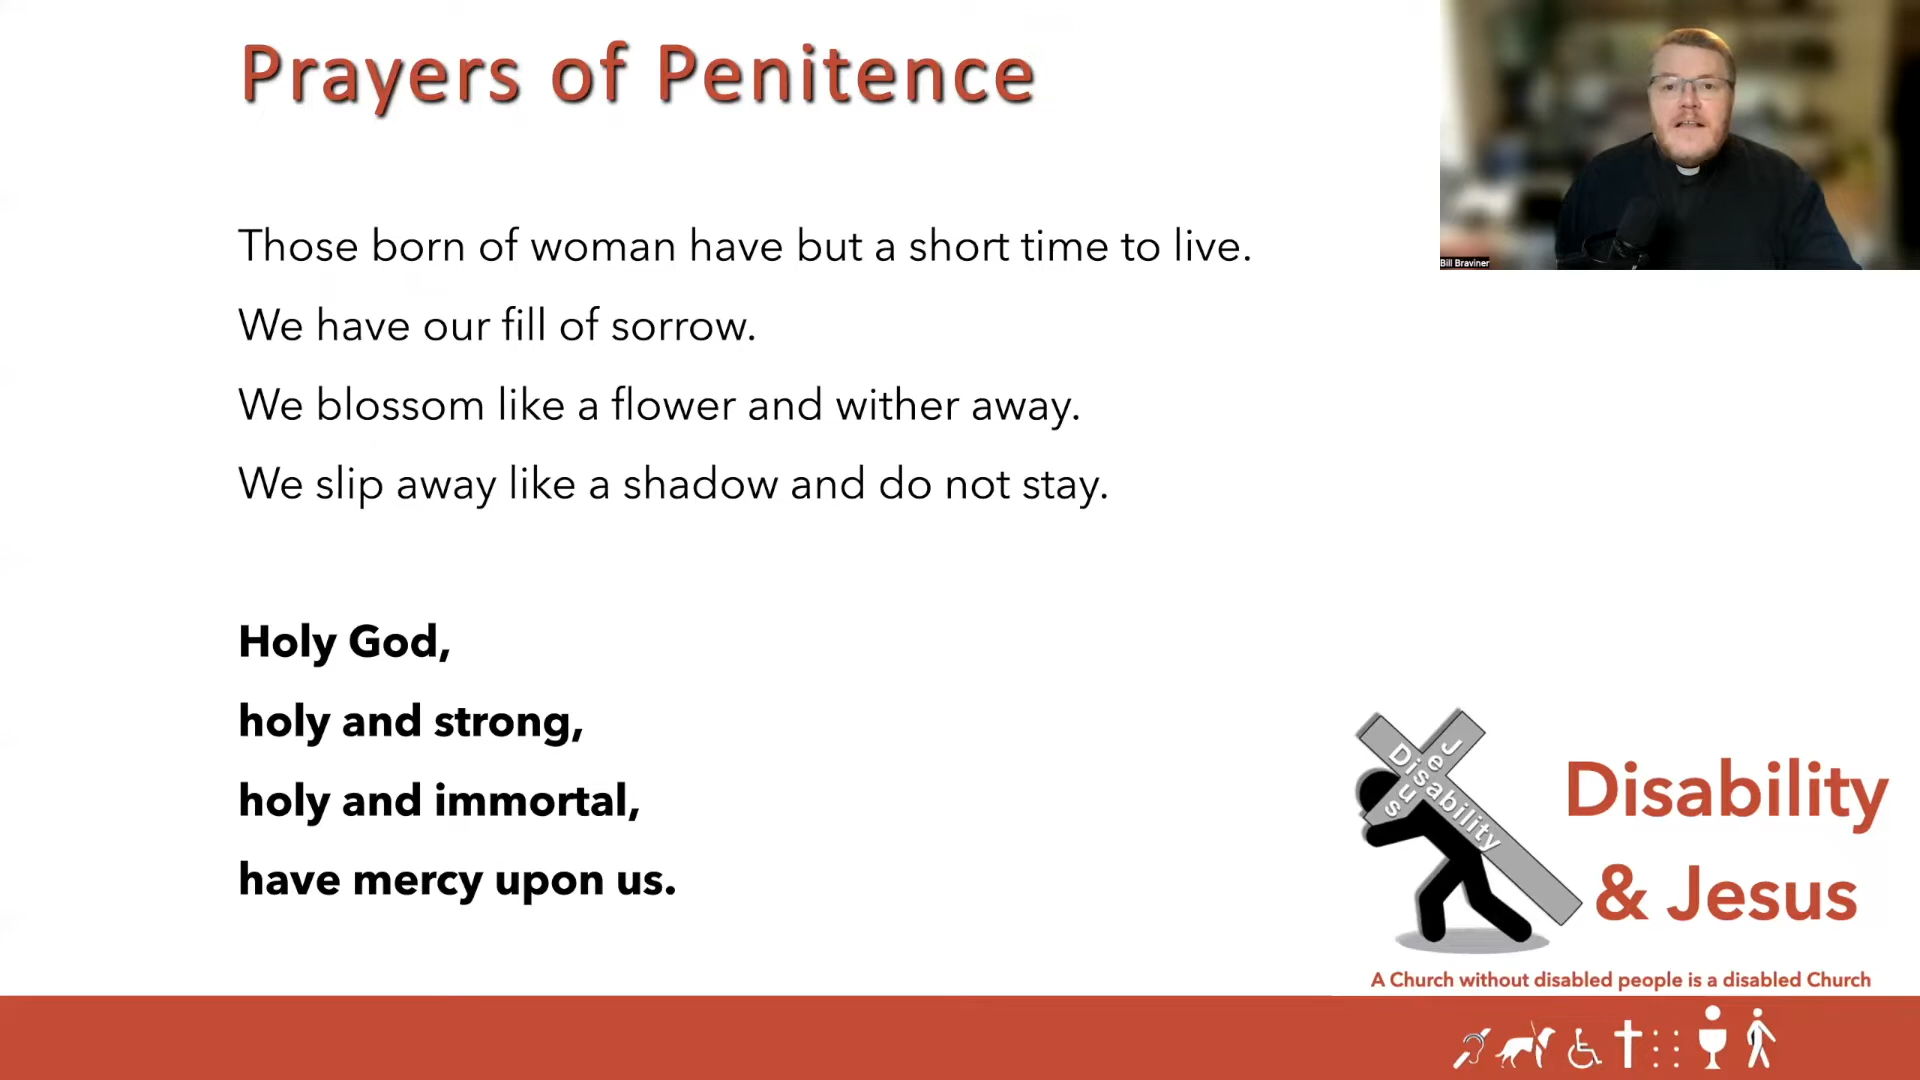 Prayers of Penitence
Bill Braviner
Those born of woman have but a short time to live.
We have our fill of sorrow.
We blossom like a flower and wither away.
We slip away like a shadow and do not stay.
Holy God,
holy and strong,
holy and immortal,
have mercy upon us.
Jesus
Disability
Disability
& Jesus
A Church without disabled people is a disabled Church